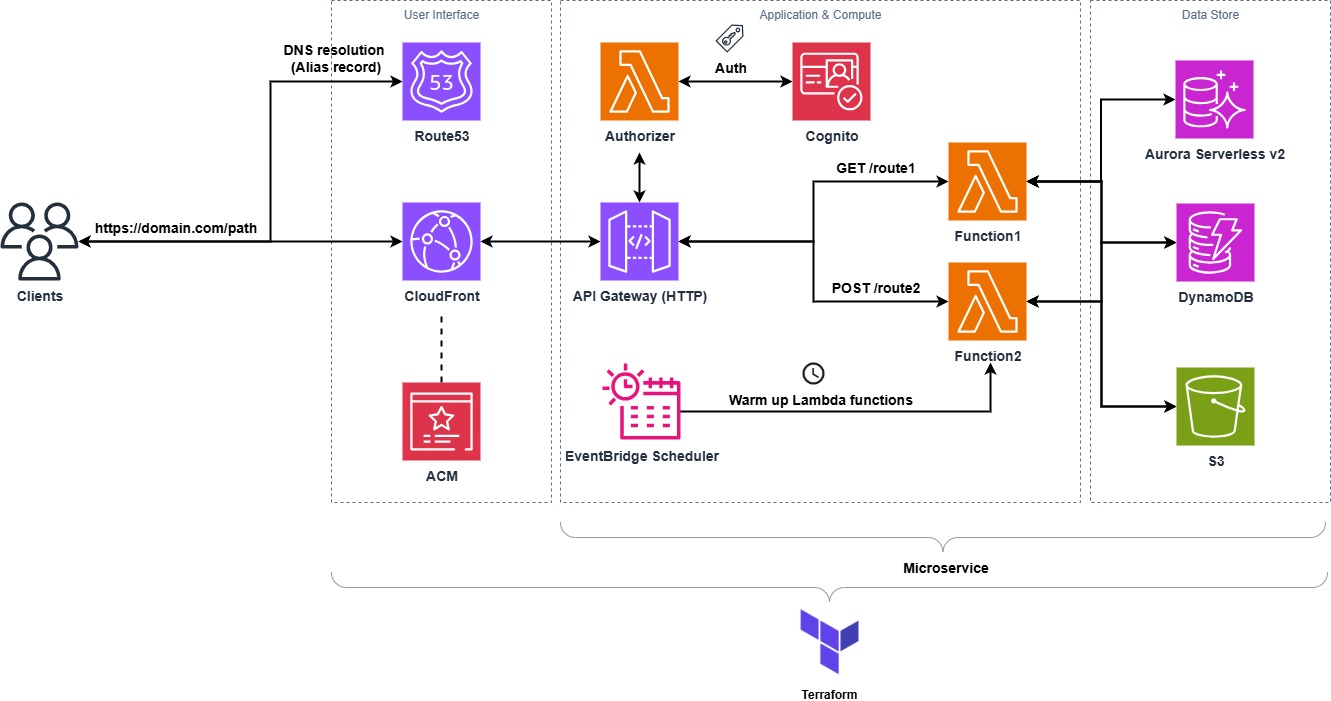 User Interface
Application & Compute
Data Store
DNS resolution
(Alias record)
53
Route53
Auth
Authorizer
Cognito
Aurora Serverless v2
https://domain.com/path
Clients
CloudFront
</>
API Gateway (HTTP)
GET /route1
Function1
POST /route2
Function2
DynamoDB
ACM
Warm up Lambda functions
EventBridge Scheduler
S3
Microservice
Terraform